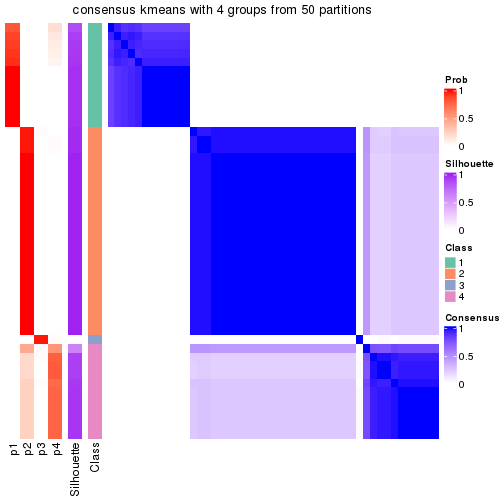 consensus kmeans with 4 groups from 50 partitions
Prob
1
0.5
0
Silhouette
1
0.5
0
Class
1
2
3
4
Consensus
1
0.5
0
p1
p2
p3
p4
Silhouette
Class